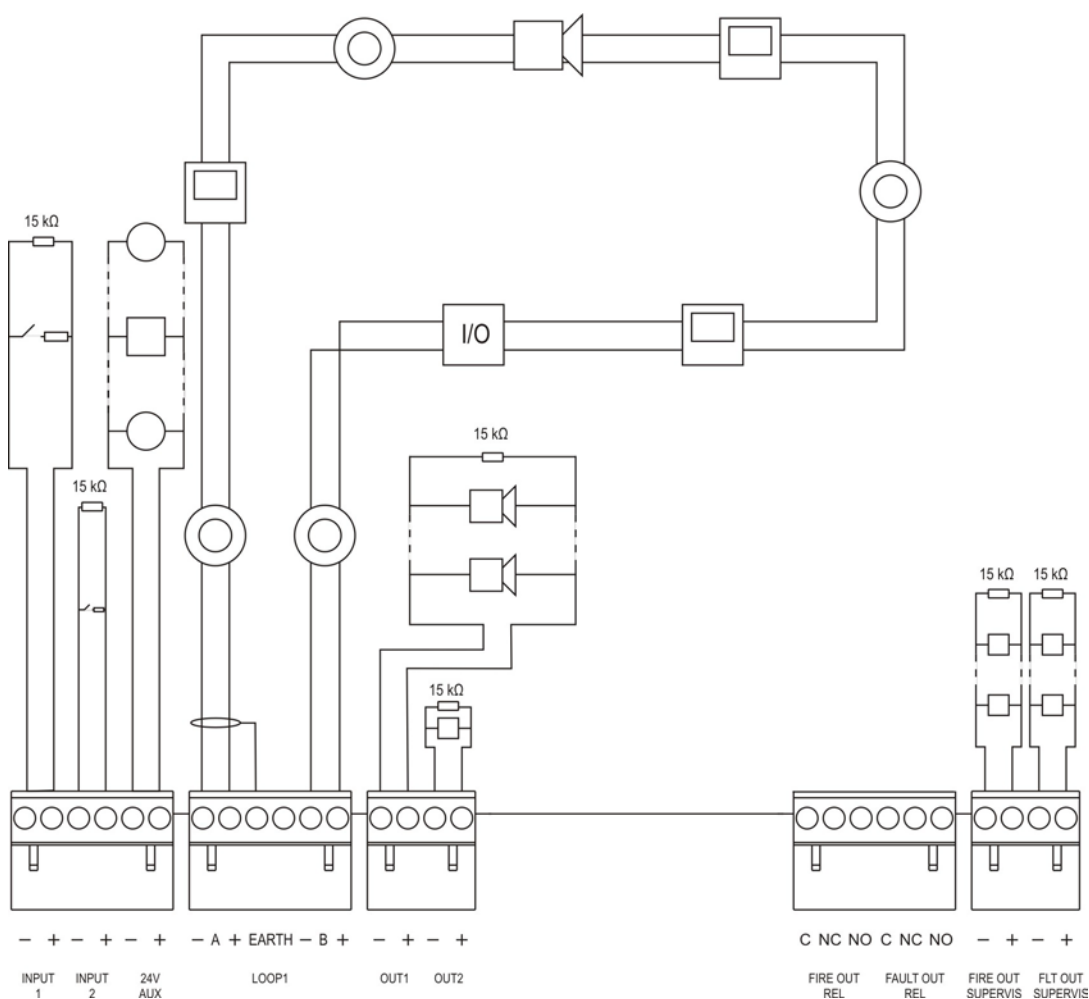 15 kΩ
I/O
15 kΩ
15 kΩ
15 kΩ
15 kΩ
15 kΩ
− + − + − + − A + EARTH − B + − + − + C NC NO C NC NO − + − +
INPUT 1
INPUT 2
24V AUX
LOOP1
OUT1
OUT2
FIRE OUT REL
FAULT OUT REL
FIRE OUT SUPERVIS
FLT OUT SUPERVIS